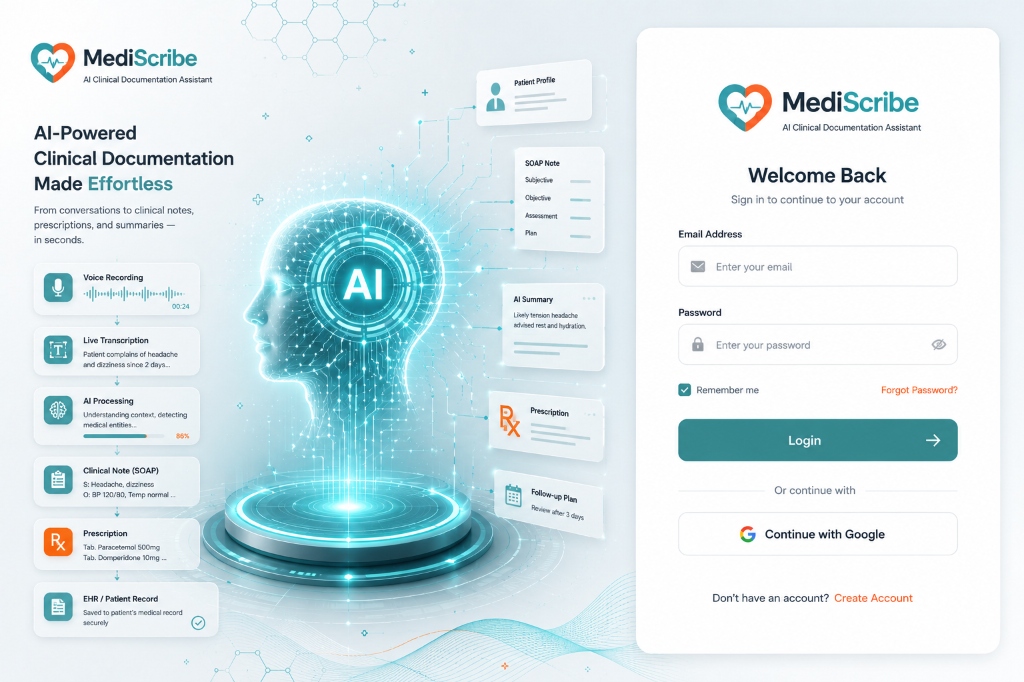 MediScribe
AI Clinical Documentation Assistant
AI-Powered
Clinical Documentation
Made Effortless
From conversations to clinical notes,
prescriptions, and summaries —
in seconds.
Voice Recording
00:24
Live Transcription
Patient complains of headache
and dizziness since 2 days...
AI Processing
Understanding context, detecting
medical entities...
88%
Clinical Note (SOAP)
S: Headache, dizziness
O: BP 120/80, Temp normal ...
Rx
Prescription
Tab. Paracetemol 500mg
Tab. Domperidone 10mg ...
EHR / Patient Record
Saved to patient's medical record
securely
AI
Patient Profile
SOAP Note
Subjective
Objective
Assessment
Plan
AI Summary
Likely tension headache
advised rest and hydration.
Rx
Prescription
Follow-up Plan
Review after 3 days
MediScribe
AI Clinical Documentation Assistant
Welcome Back
Sign in to continue to your account
Email Address
Enter your email
Password
Enter your password
Remember me
Forgot Password?
Login
Or continue with
G
Continue with Google
Don't have an account? Create Account